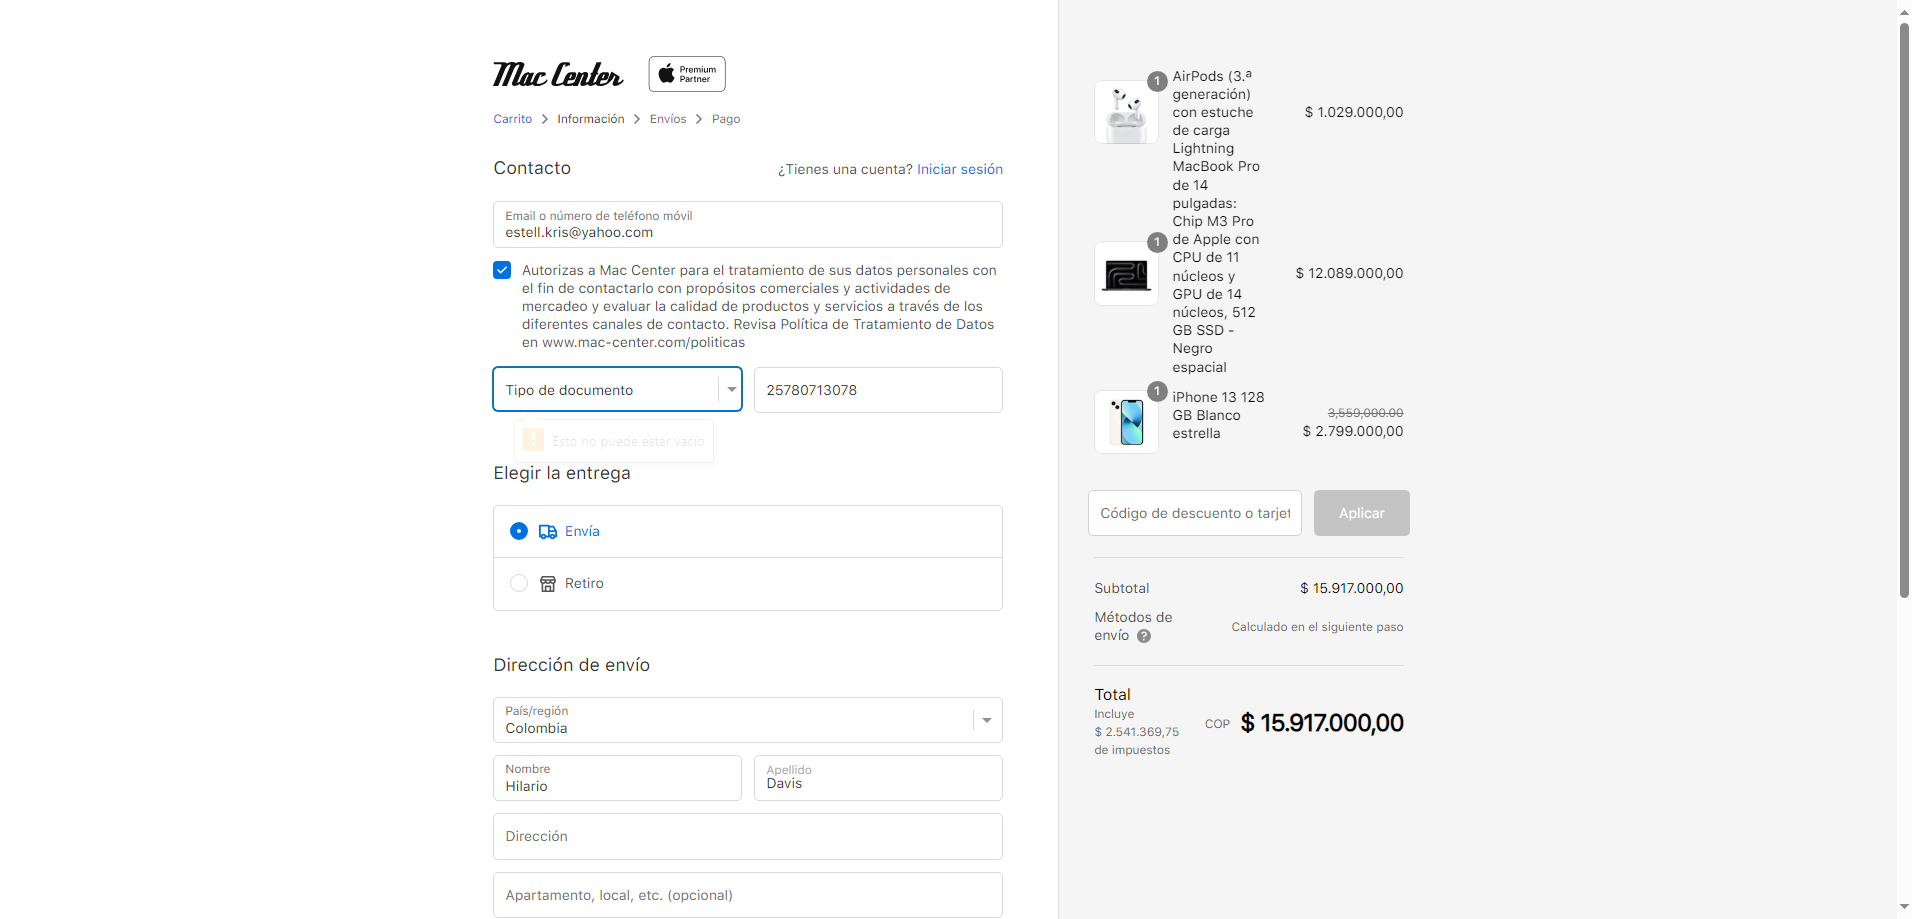 Mac Center
Premium
Partner
Carrito > Información > Envíos > Pago
Contacto
¿Tienes una cuenta? Iniciar sesión
Email o número de teléfono móvil
estell.kris@yahoo.com
Autorizas a Mac Center para el tratamiento de sus datos personales con
el fin de contactarlo con propósitos comerciales y actividades de
mercadeo y evaluar la calidad de productos y servicios a través de los
diferentes canales de contacto. Revisa Política de Tratamiento de Datos
en www.mac-center.com/politicas
Tipo de documento
25780713078
Esto no puede estar vacío
Elegir la entrega
Envía
Retiro
Dirección de envío
País/región
Colombia
Nombre
Hilario
Apellido
Davis
Dirección
Apartamento, local, etc. (opcional)
1
AirPods (3.ª
generación)
con estuche
de carga
Lightning
$ 1.029.000,00
1
MacBook Pro
de 14
pulgadas:
Chip M3 Pro
de Apple con
CPU de 11
núcleos y
GPU de 14
núcleos, 512
GB SSD -
Negro
espacial
$ 12.089.000,00
1
iPhone 13 128
GB Blanco
estrella
3,559,000.00
$ 2.799.000,00
Código de descuento o tarjet
Aplicar
Subtotal
$ 15.917.000,00
Métodos de
envío ?
Calculado en el siguiente paso
Total
Incluye
$ 2.541.369,75
de impuestos
COP $ 15.917.000,00